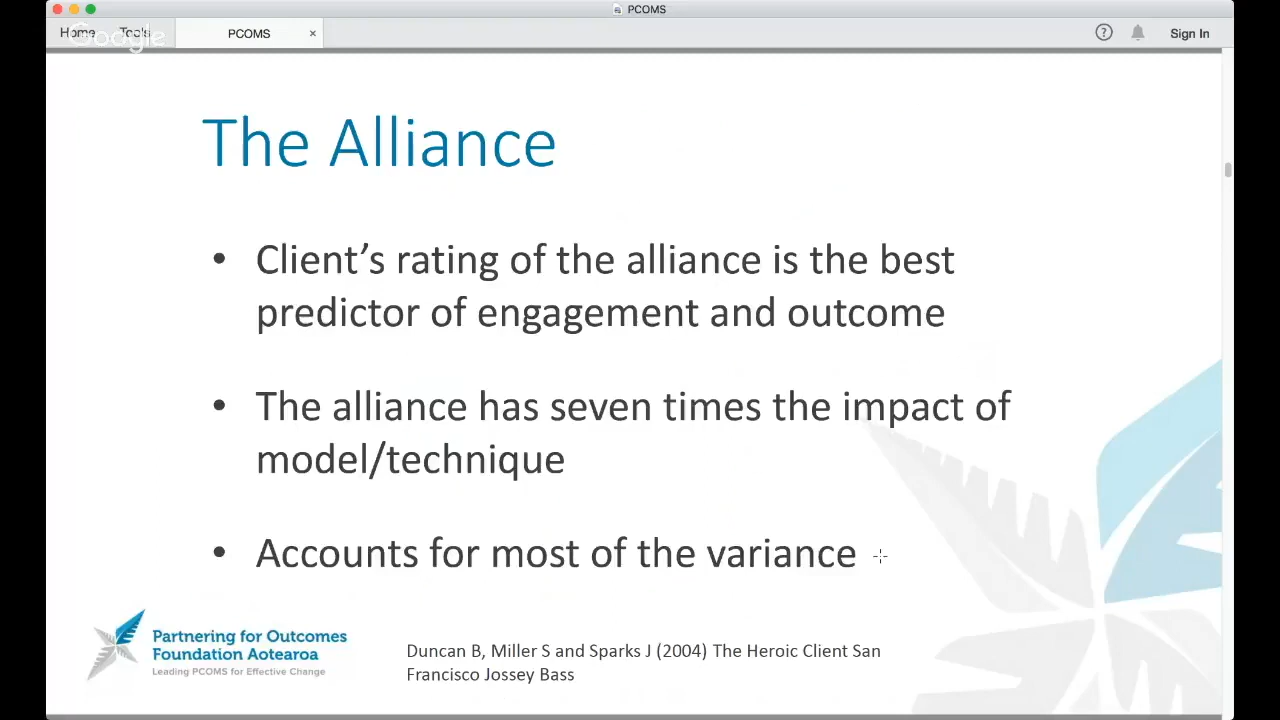 PCOMS
Home Tools PCOMS × ? Sign In
Google
The Alliance
• Client’s rating of the alliance is the best
predictor of engagement and outcome
• The alliance has seven times the impact of
model/technique
• Accounts for most of the variance
Partnering for Outcomes
Foundation Aotearoa
Leading PCOMS for Effective Change
Duncan B, Miller S and Sparks J (2004) The Heroic Client San
Francisco Jossey Bass